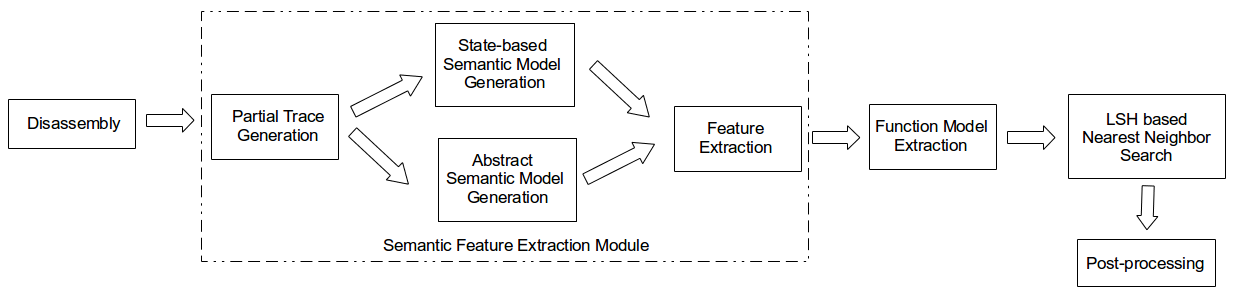 Disassembly
Partial Trace
Generation
State-based
Semantic Model
Generation
Abstract
Semantic Model
Generation
Feature
Extraction
Semantic Feature Extraction Module
Function Model
Extraction
LSH based
Nearest Neighbor
Search
Post-processing